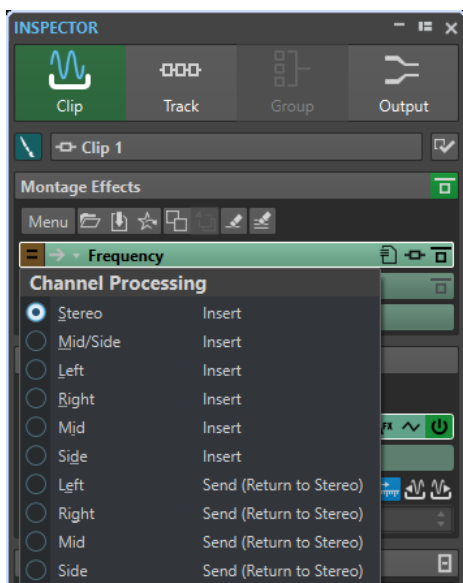 INSPECTOR
Clip Track Group Output
Clip 1
Montage Effects
Menu
Frequency
Channel Processing
Stereo Insert
Mid/Side Insert
Left Insert
Right Insert
Mid Insert
Side Insert
FX
Left Send (Return to Stereo)
Right Send (Return to Stereo)
Mid Send (Return to Stereo)
Side Send (Return to Stereo)